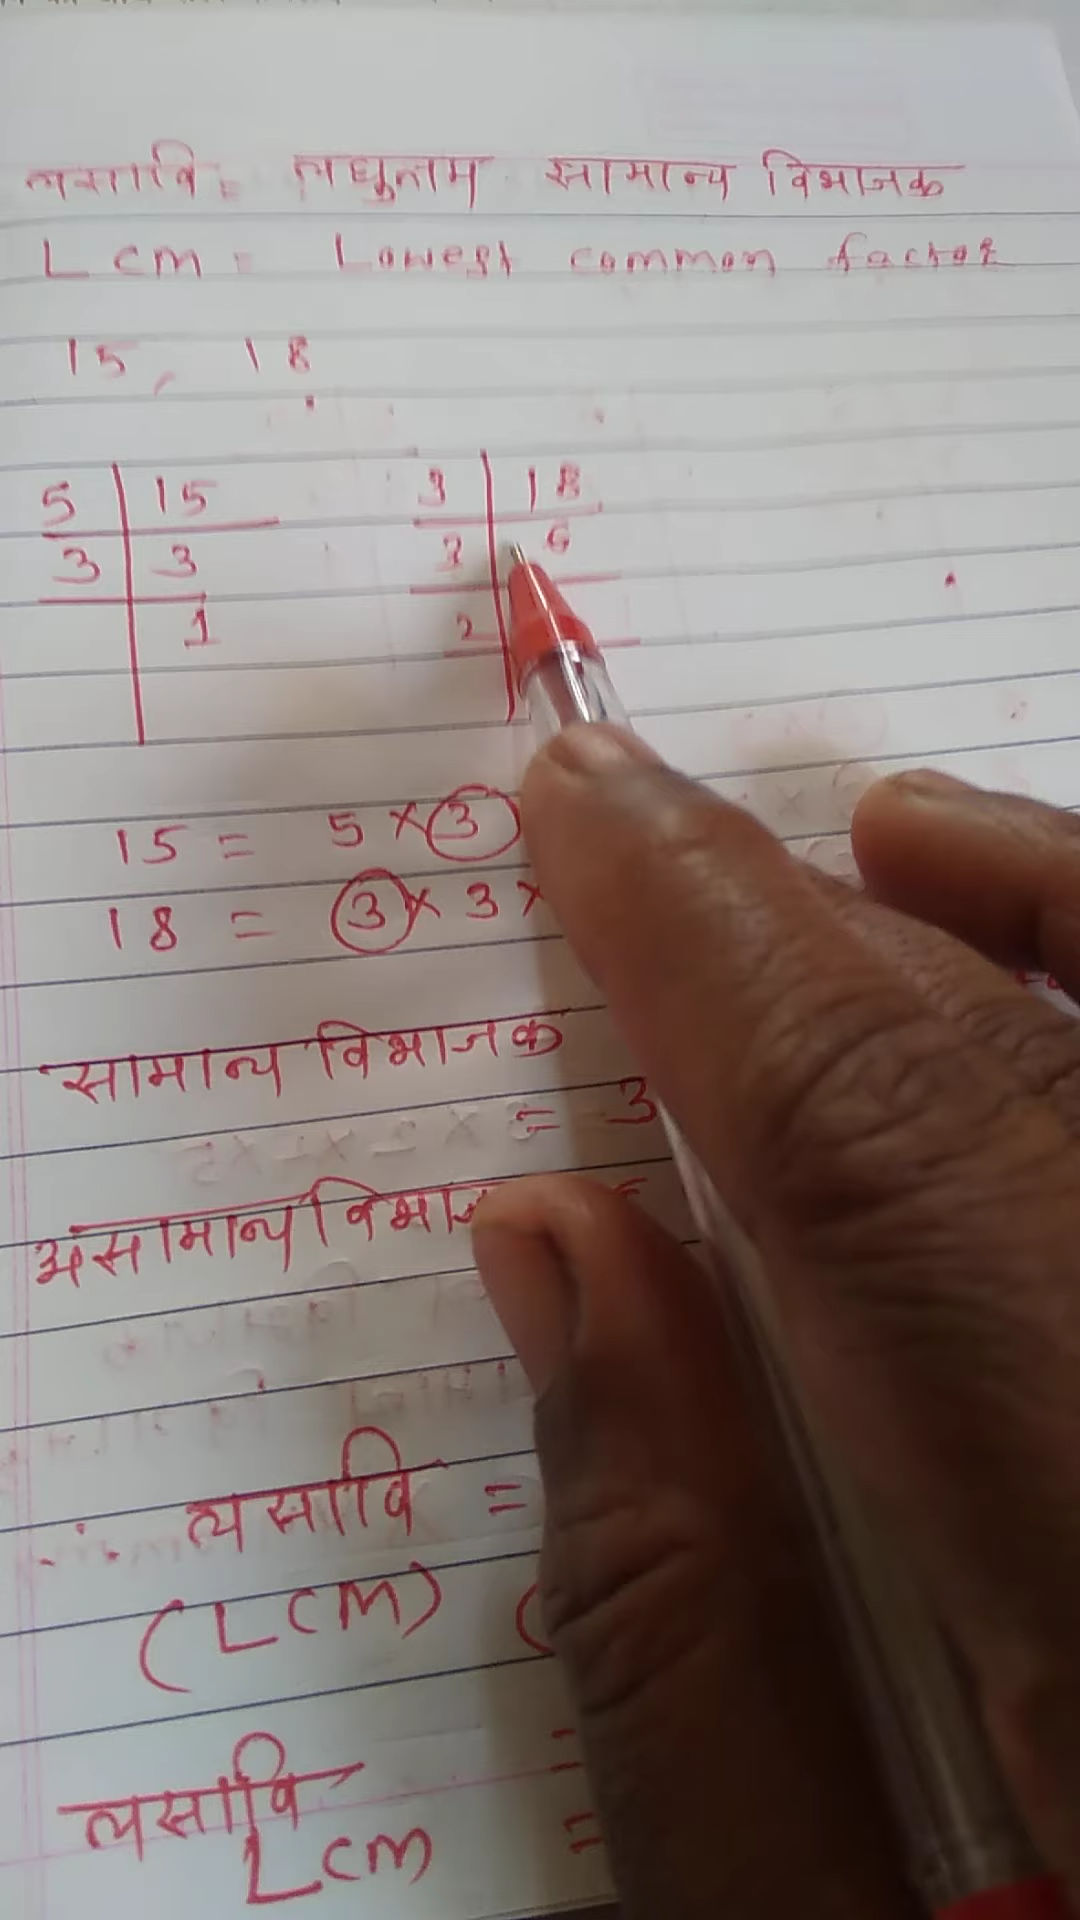 लसावि = लघुत्तम सामान्य विभाजक
LCM = Lowest common factor
15, 18
5 | 15 3 | 18
3 | 3 3 | 6
1 2
15 = 5 × 3
18 = 3 × 3 ×
सामान्य विभाजक
= 3
असामान्य विभाज
∴ लसावि =
(LCM) (
लसावि =
LCM =